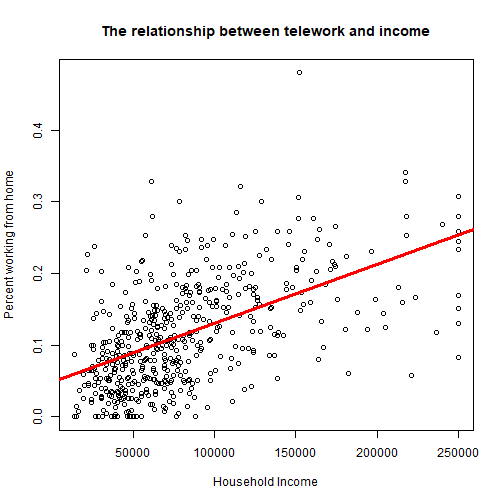 The relationship between telework and income
Percent working from home
0.4
0.3
0.2
0.1
0.0
50000 100000 150000 200000 250000
Household Income